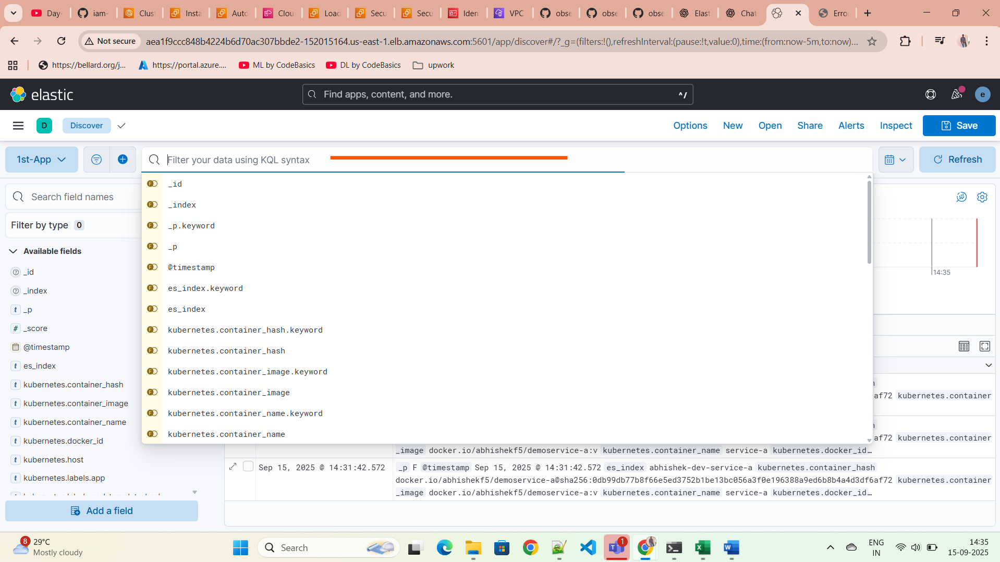 Day-
iam-
Clust
Insta
Auto
Clou
Load
Secu
Secu
Iden
VPC
obse
obse
obse
Elast
Chat
Erro
Not secure
aea1f9ccc848b4224b6d70ac307bbde2-152015164.us-east-1.elb.amazonaws.com:5601/app/discover#/?_g=(filters:!(),refreshInterval:(pause:!t,value:0),time:(from:now-5m,to:now)...
https://bellard.org/j...
https://portal.azure....
ML by CodeBasics
DL by CodeBasics
upwork
elastic
Find apps, content, and more.
^/
e
D
Discover
Options
New
Open
Share
Alerts
Inspect
Save
1st-App
Filter your data using KQL syntax
Refresh
Search field names
Filter by type 0
Available fields
_id
_index
_p
_score
@timestamp
es_index
kubernetes.container_hash
kubernetes.container_image
kubernetes.container_name
kubernetes.docker_id
kubernetes.host
kubernetes.labels.app
Add a field
_id
_index
_p.keyword
_p
@timestamp
es_index.keyword
es_index
kubernetes.container_hash.keyword
kubernetes.container_hash
kubernetes.container_image.keyword
kubernetes.container_image
kubernetes.container_name.keyword
kubernetes.container_name
14:35
af72 kubernetes.container
af72 kubernetes.container
_image docker.io/abhishekf5/demoservice-a:v kubernetes.container_name service-a kubernetes.docker_id…
Sep 15, 2025 @ 14:31:42.572
_p F @timestamp Sep 15, 2025 @ 14:31:42.572 es_index abhishek-dev-service-a kubernetes.container_hash
docker.io/abhishekf5/demoservice-a@sha256:0db99db77b8f66e5ed3752b1be13bc056a3f0e196388a9ed6b8b4a4d3df6af72 kubernetes.container
_image docker.io/abhishekf5/demoservice-a:v kubernetes.container_name service-a kubernetes.docker_id…
8
29°C
Mostly cloudy
Search
1
ENG
IN
14:35
15-09-2025